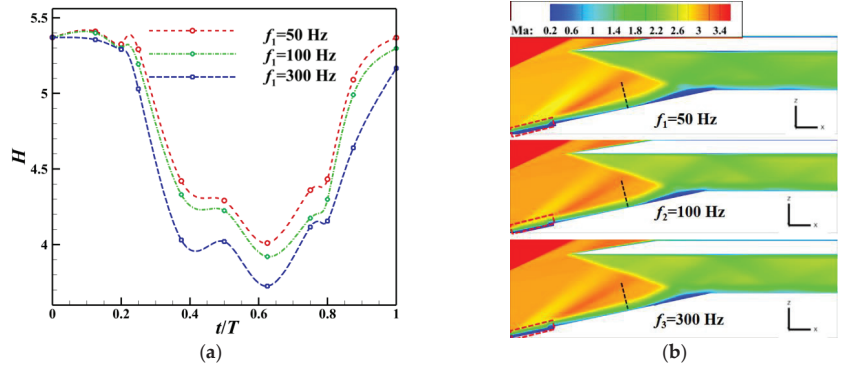 5.5
5
4.5
4
H
0
0.2
0.4
0.6
0.8
1
t/T
f₁=50 Hz
f₁=100 Hz
f₁=300 Hz
(a)
Ma: 0.2 0.6 1 1.4 1.8 2.2 2.6 3 3.4
f₁=50 Hz
z
x
f₂=100 Hz
z
x
f₃=300 Hz
z
x
(b)